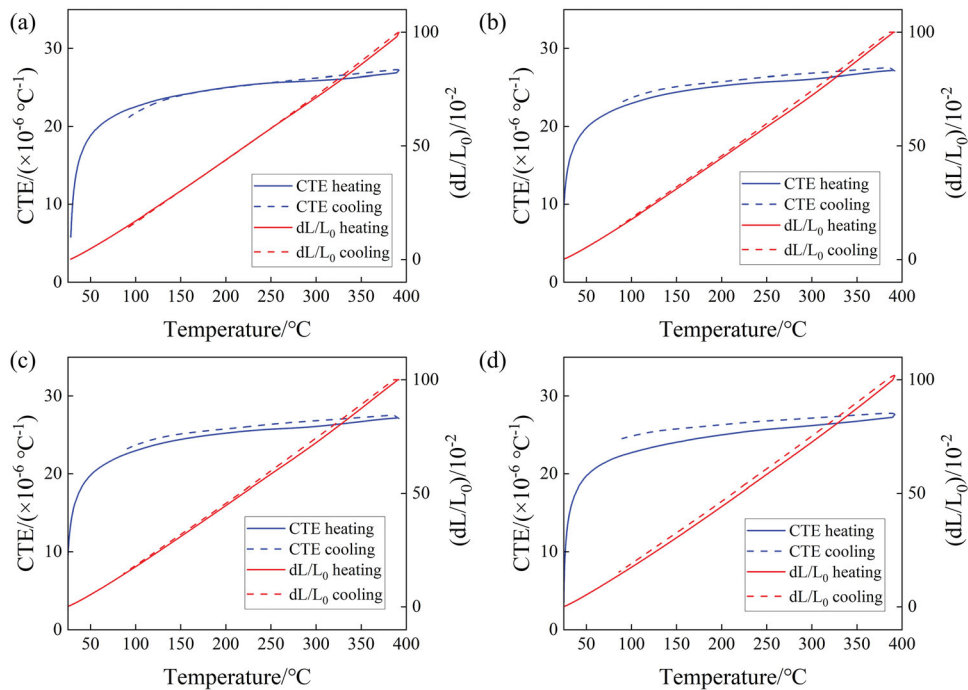 (a)
CTE/(×10⁻⁶ °C⁻¹)
30
20
10
0
100
50
0
(dL/L₀)/10⁻²
CTE heating
CTE cooling
dL/L₀ heating
dL/L₀ cooling
50 100 150 200 250 300 350 400
Temperature/°C
(b)
CTE/(×10⁻⁶ °C⁻¹)
30
20
10
0
100
50
0
(dL/L₀)/10⁻²
CTE heating
CTE cooling
dL/L₀ heating
dL/L₀ cooling
50 100 150 200 250 300 350 400
Temperature/°C
(c)
CTE/(×10⁻⁶ °C⁻¹)
30
20
10
0
100
50
0
(dL/L₀)/10⁻²
CTE heating
CTE cooling
dL/L₀ heating
dL/L₀ cooling
50 100 150 200 250 300 350 400
Temperature/°C
(d)
CTE/(×10⁻⁶ °C⁻¹)
30
20
10
0
100
50
0
(dL/L₀)/10⁻²
CTE heating
CTE cooling
dL/L₀ heating
dL/L₀ cooling
50 100 150 200 250 300 350 400
Temperature/°C